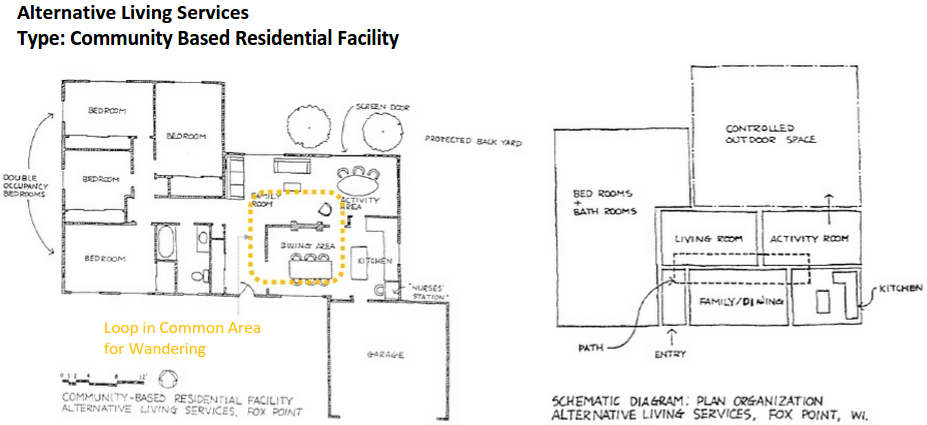 Alternative Living Services
Type: Community Based Residential Facility
BEDROOM
BEDROOM
BEDROOM
BEDROOM
DOUBLE
OCCUPANCY
BEDROOMS
SCREEN DOOR
PROTECTED BACK YARD
FAMILY
ROOM
ACTIVITY
AREA
DINING AREA
KITCHEN
"NURSES'
STATION"
GARAGE
Loop in Common Area
for Wandering
0 1 2 4 8 12'
COMMUNITY-BASED RESIDENTIAL FACILITY
ALTERNATIVE LIVING SERVICES, FOX POINT
CONTROLLED
OUTDOOR SPACE
BED ROOMS
+
BATH ROOMS
LIVING ROOM
ACTIVITY ROOM
FAMILY/DINING
KITCHEN
PATH
ENTRY
SCHEMATIC DIAGRAM: PLAN ORGANIZATION
ALTERNATIVE LIVING SERVICES, FOX POINT, WI.